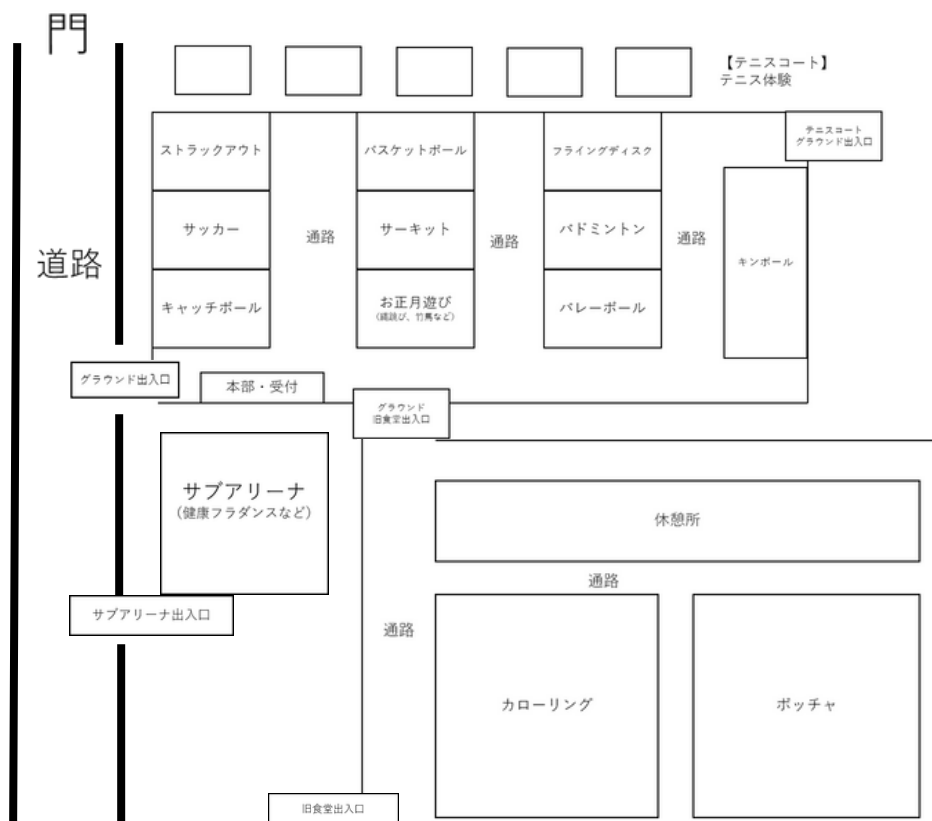 門
【テニスコート】
テニス体験
テニスコート
グラウンド出入口
ストラックアウト
バスケットボール
フライングディスク
サッカー
通路
サーキット
通路
バドミントン
通路
キンボール
道路
キャッチボール
お正月遊び
(縄跳び、竹馬など)
バレーボール
グラウンド出入口
本部・受付
グラウンド
旧食堂出入口
サブアリーナ
(健康フラダンスなど)
休憩所
通路
サブアリーナ出入口
通路
カローリング
ボッチャ
旧食堂出入口